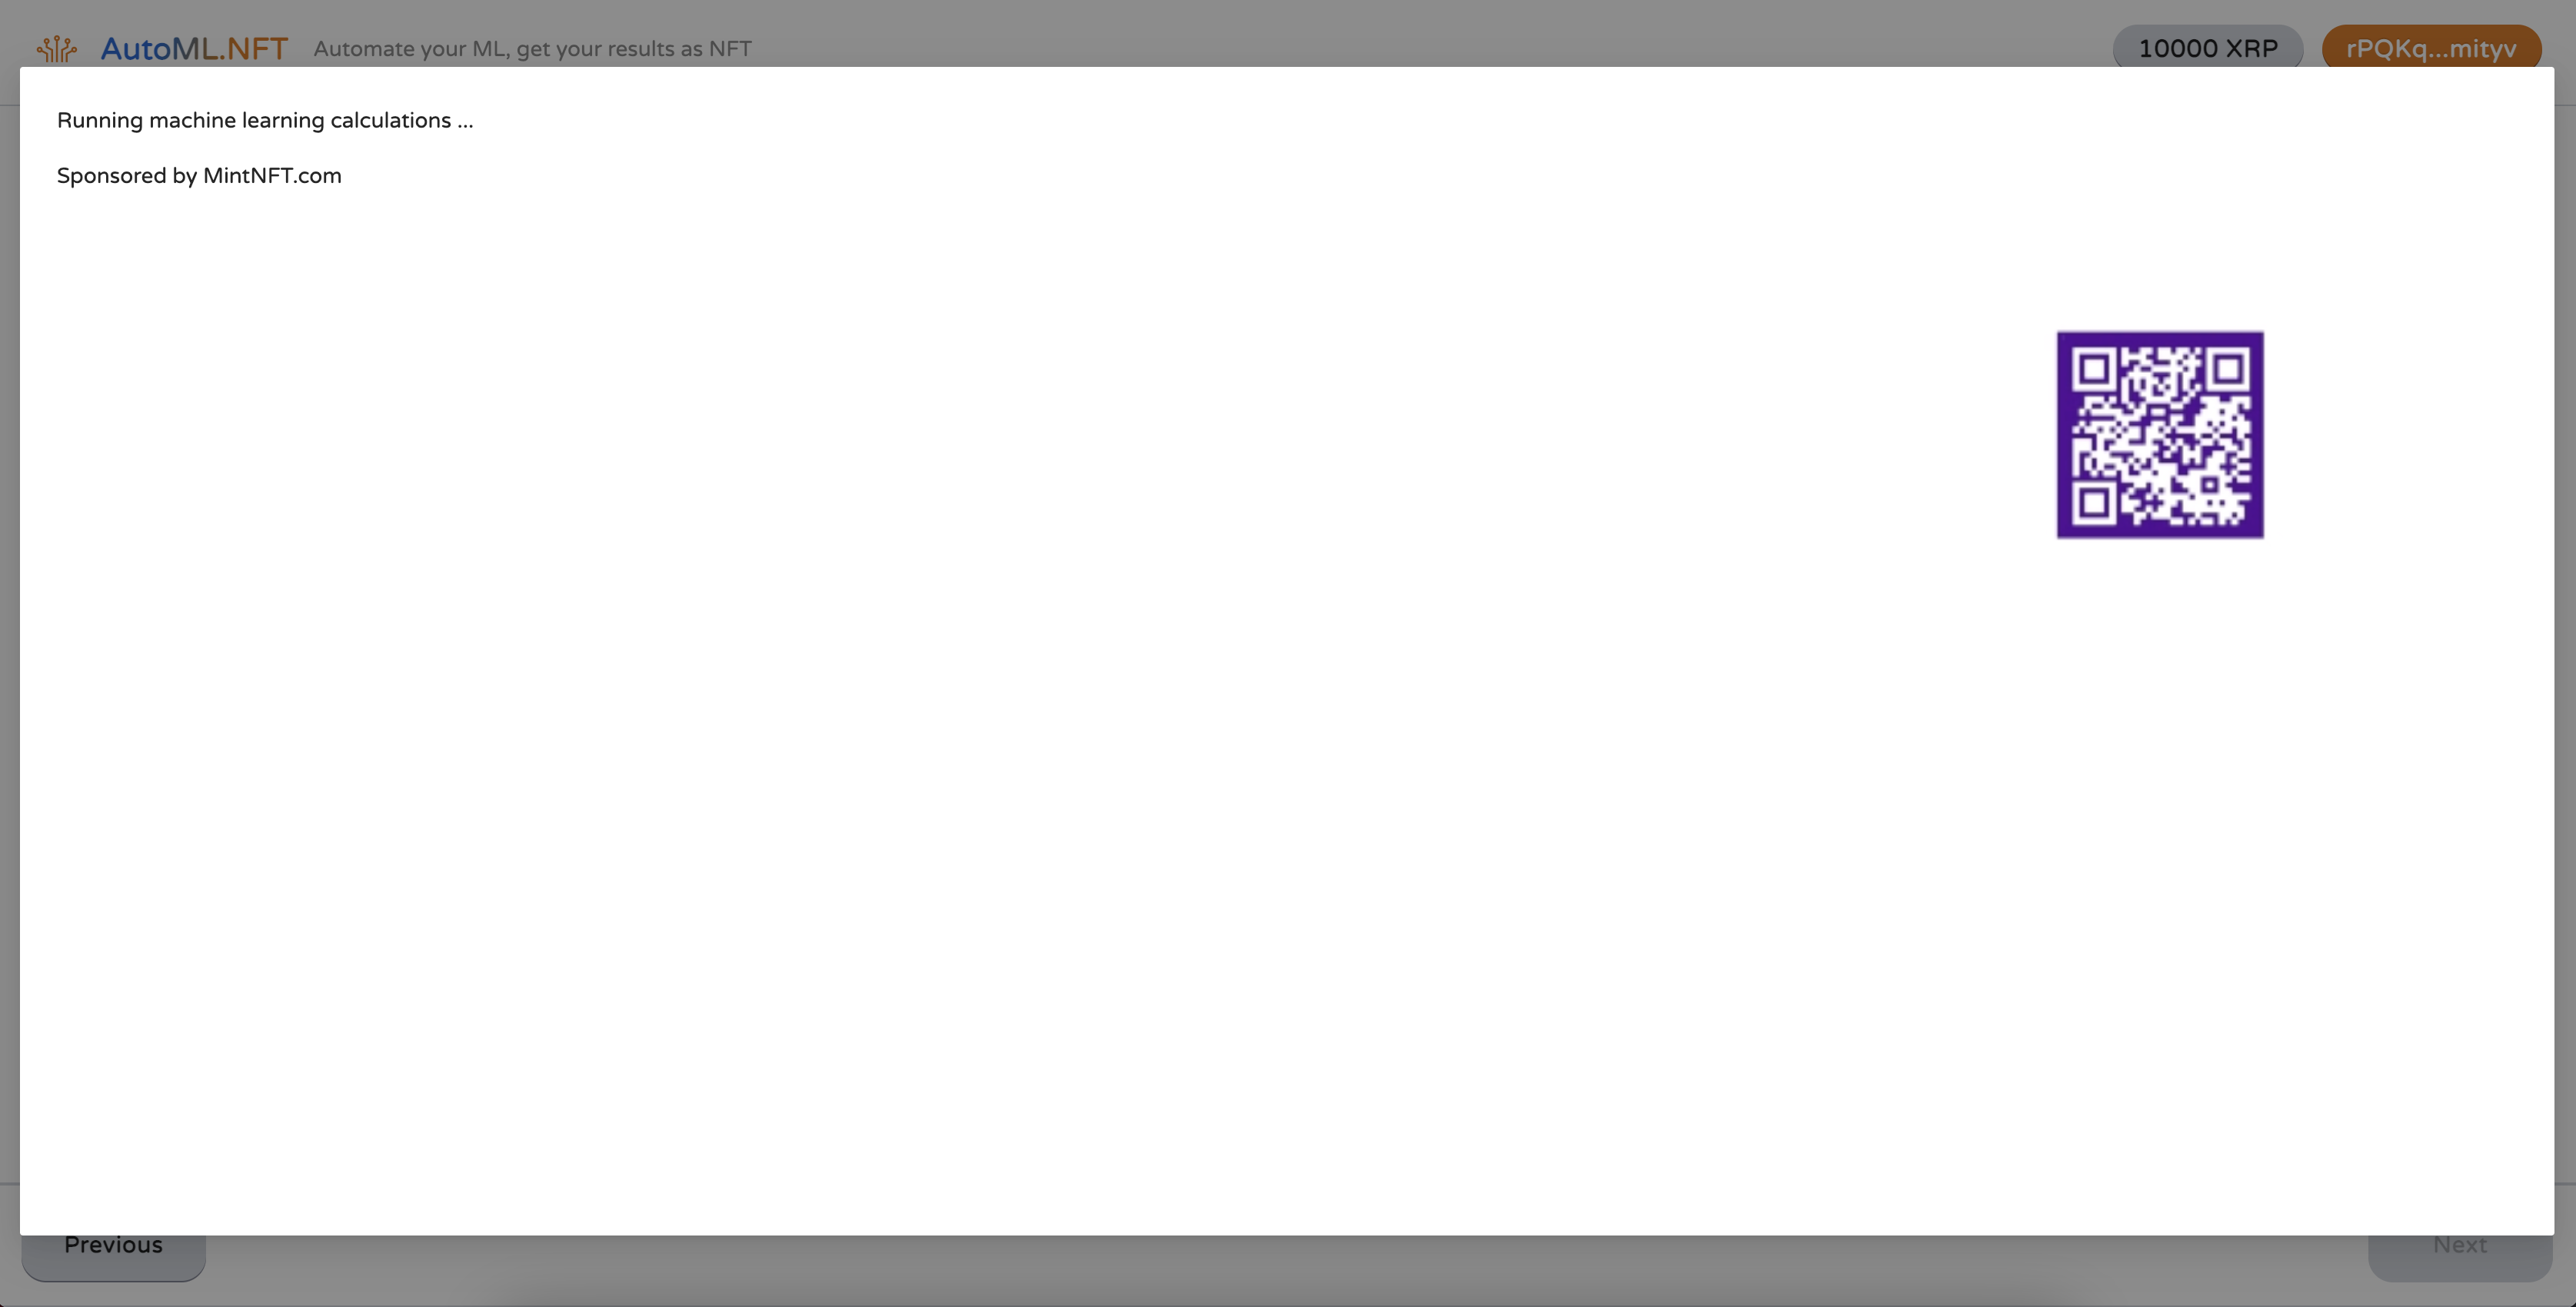 AutoML.NFT Automate your ML, get your results as NFT 10000 XRP rPQKq...mityv
Running machine learning calculations ...
Sponsored by MintNFT.com
Previous Next